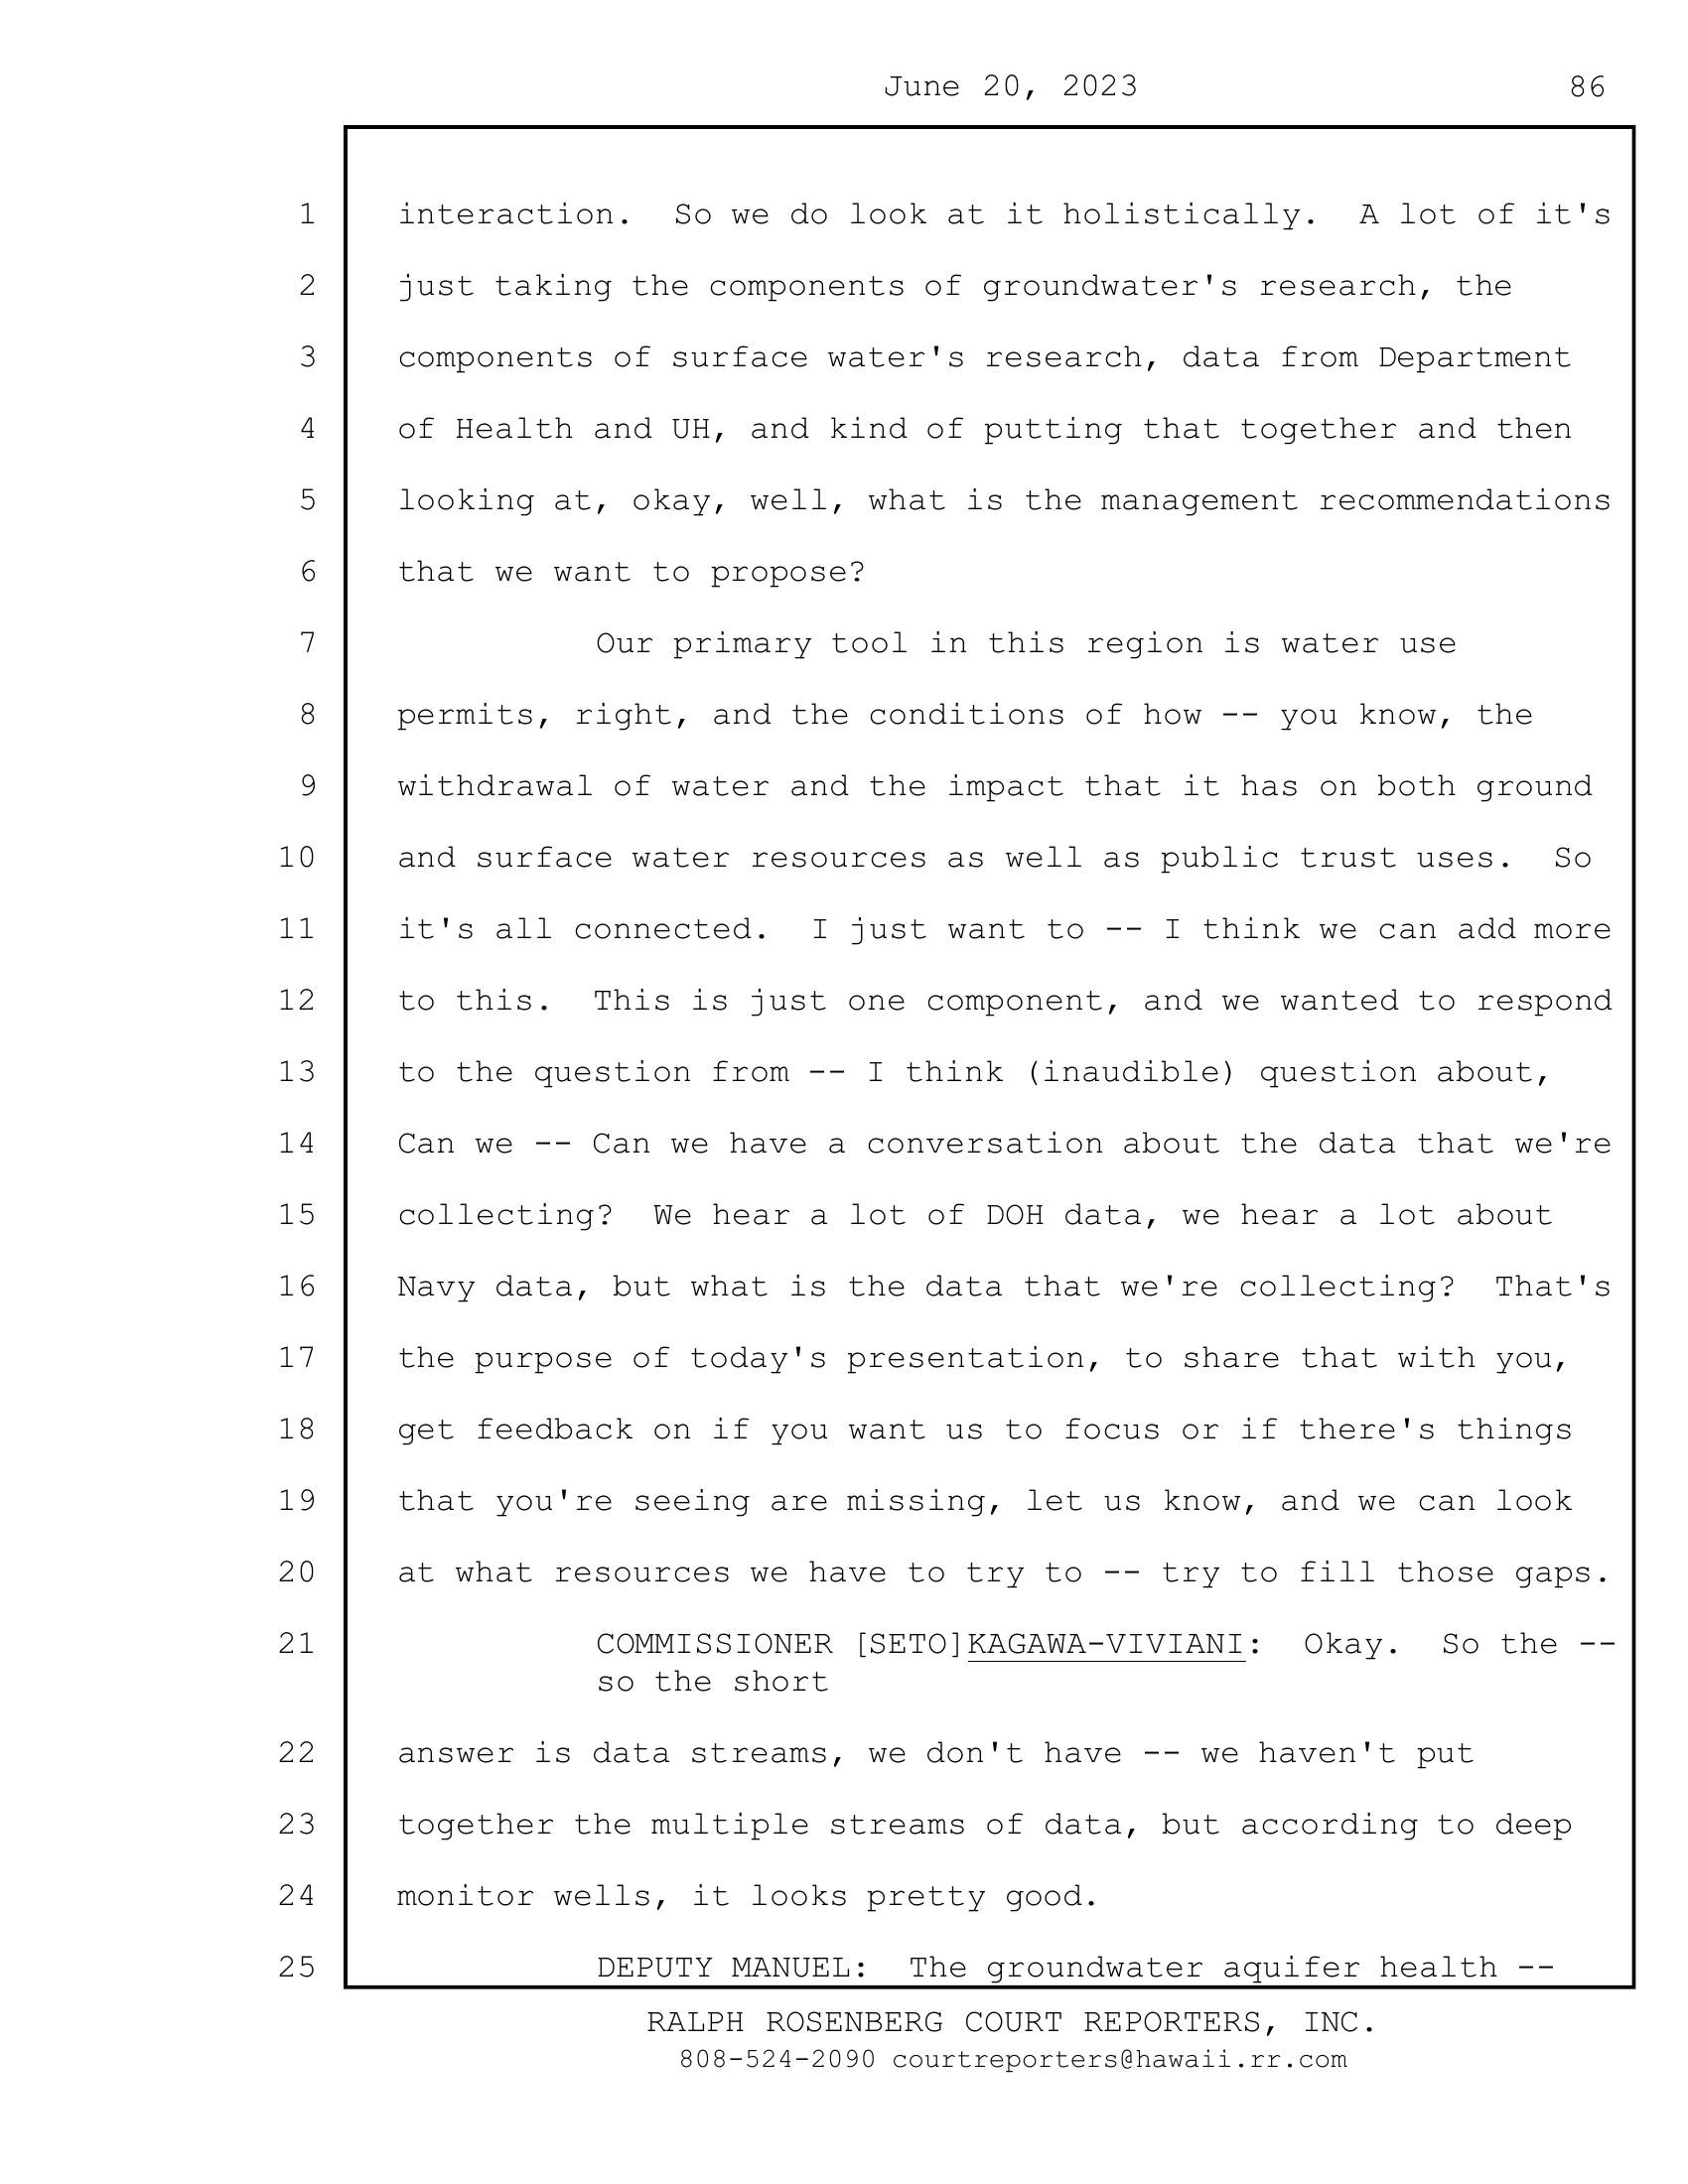 June 20, 2023 86
1 interaction.  So we do look at it holistically.  A lot of it's
2 just taking the components of groundwater's research, the
3 components of surface water's research, data from Department
4 of Health and UH, and kind of putting that together and then
5 looking at, okay, well, what is the management recommendations
6 that we want to propose?
7 Our primary tool in this region is water use
8 permits, right, and the conditions of how -- you know, the
9 withdrawal of water and the impact that it has on both ground
10 and surface water resources as well as public trust uses.  So
11 it's all connected.  I just want to -- I think we can add more
12 to this.  This is just one component, and we wanted to respond
13 to the question from -- I think (inaudible) question about,
14 Can we -- Can we have a conversation about the data that we're
15 collecting?  We hear a lot of DOH data, we hear a lot about
16 Navy data, but what is the data that we're collecting?  That's
17 the purpose of today's presentation, to share that with you,
18 get feedback on if you want us to focus or if there's things
19 that you're seeing are missing, let us know, and we can look
20 at what resources we have to try to -- try to fill those gaps.
21 COMMISSIONER [SETO]KAGAWA-VIVIANI:  Okay.  So the --
so the short
22 answer is data streams, we don't have -- we haven't put
23 together the multiple streams of data, but according to deep
24 monitor wells, it looks pretty good.
25 DEPUTY MANUEL:  The groundwater aquifer health --
RALPH ROSENBERG COURT REPORTERS, INC.
808-524-2090 courtreporters@hawaii.rr.com